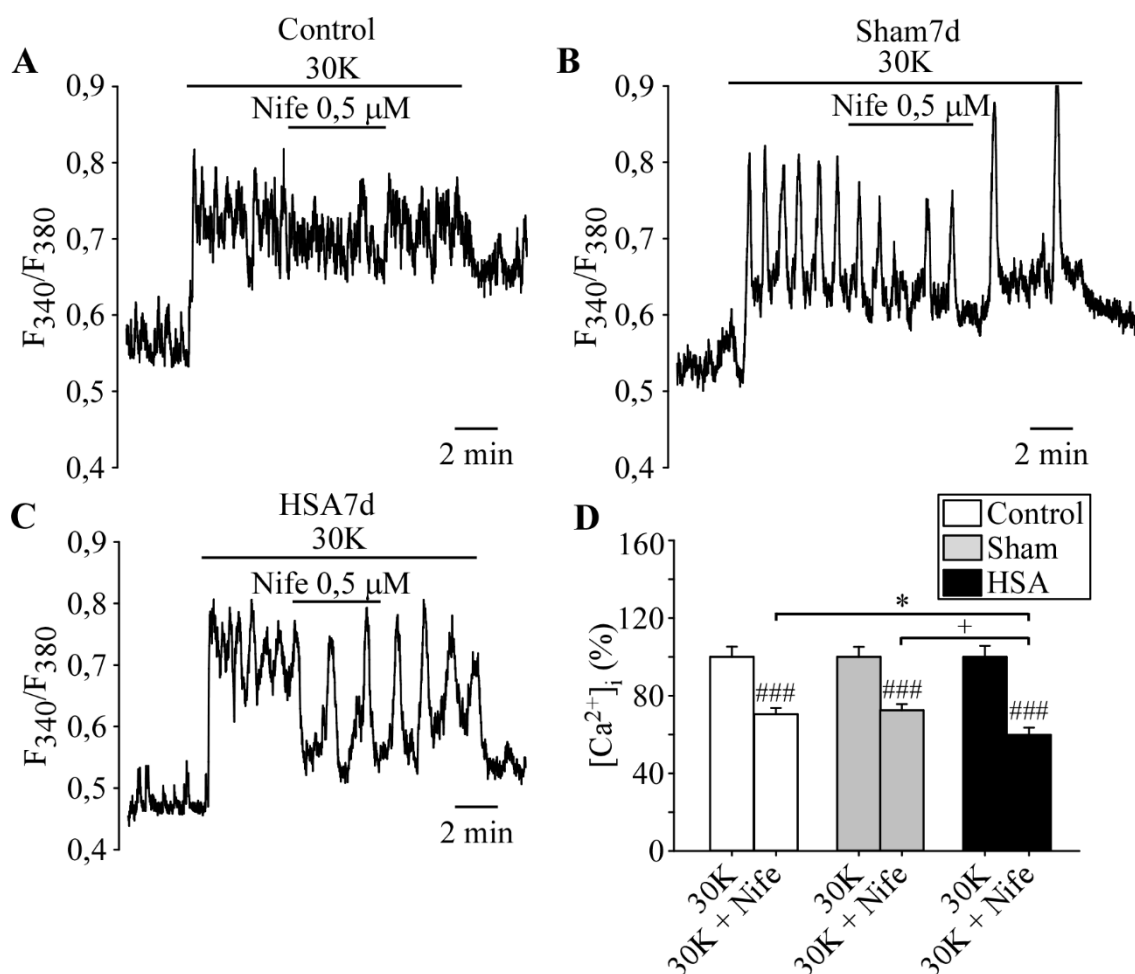 A
Control
30K
Nife 0,5 μM
0,9
0,8
0,7
0,6
0,5
0,4
F340/F380
2 min
B
Sham7d
30K
Nife 0,5 μM
0,9
0,8
0,7
0,6
0,5
0,4
F340/F380
2 min
C
HSA7d
30K
Nife 0,5 μM
0,9
0,8
0,7
0,6
0,5
0,4
F340/F380
2 min
D
Control
Sham
HSA
160
120
80
40
0
[Ca2+]i (%)
*
+
###
###
###
30K
30K + Nife
30K
30K + Nife
30K
30K + Nife